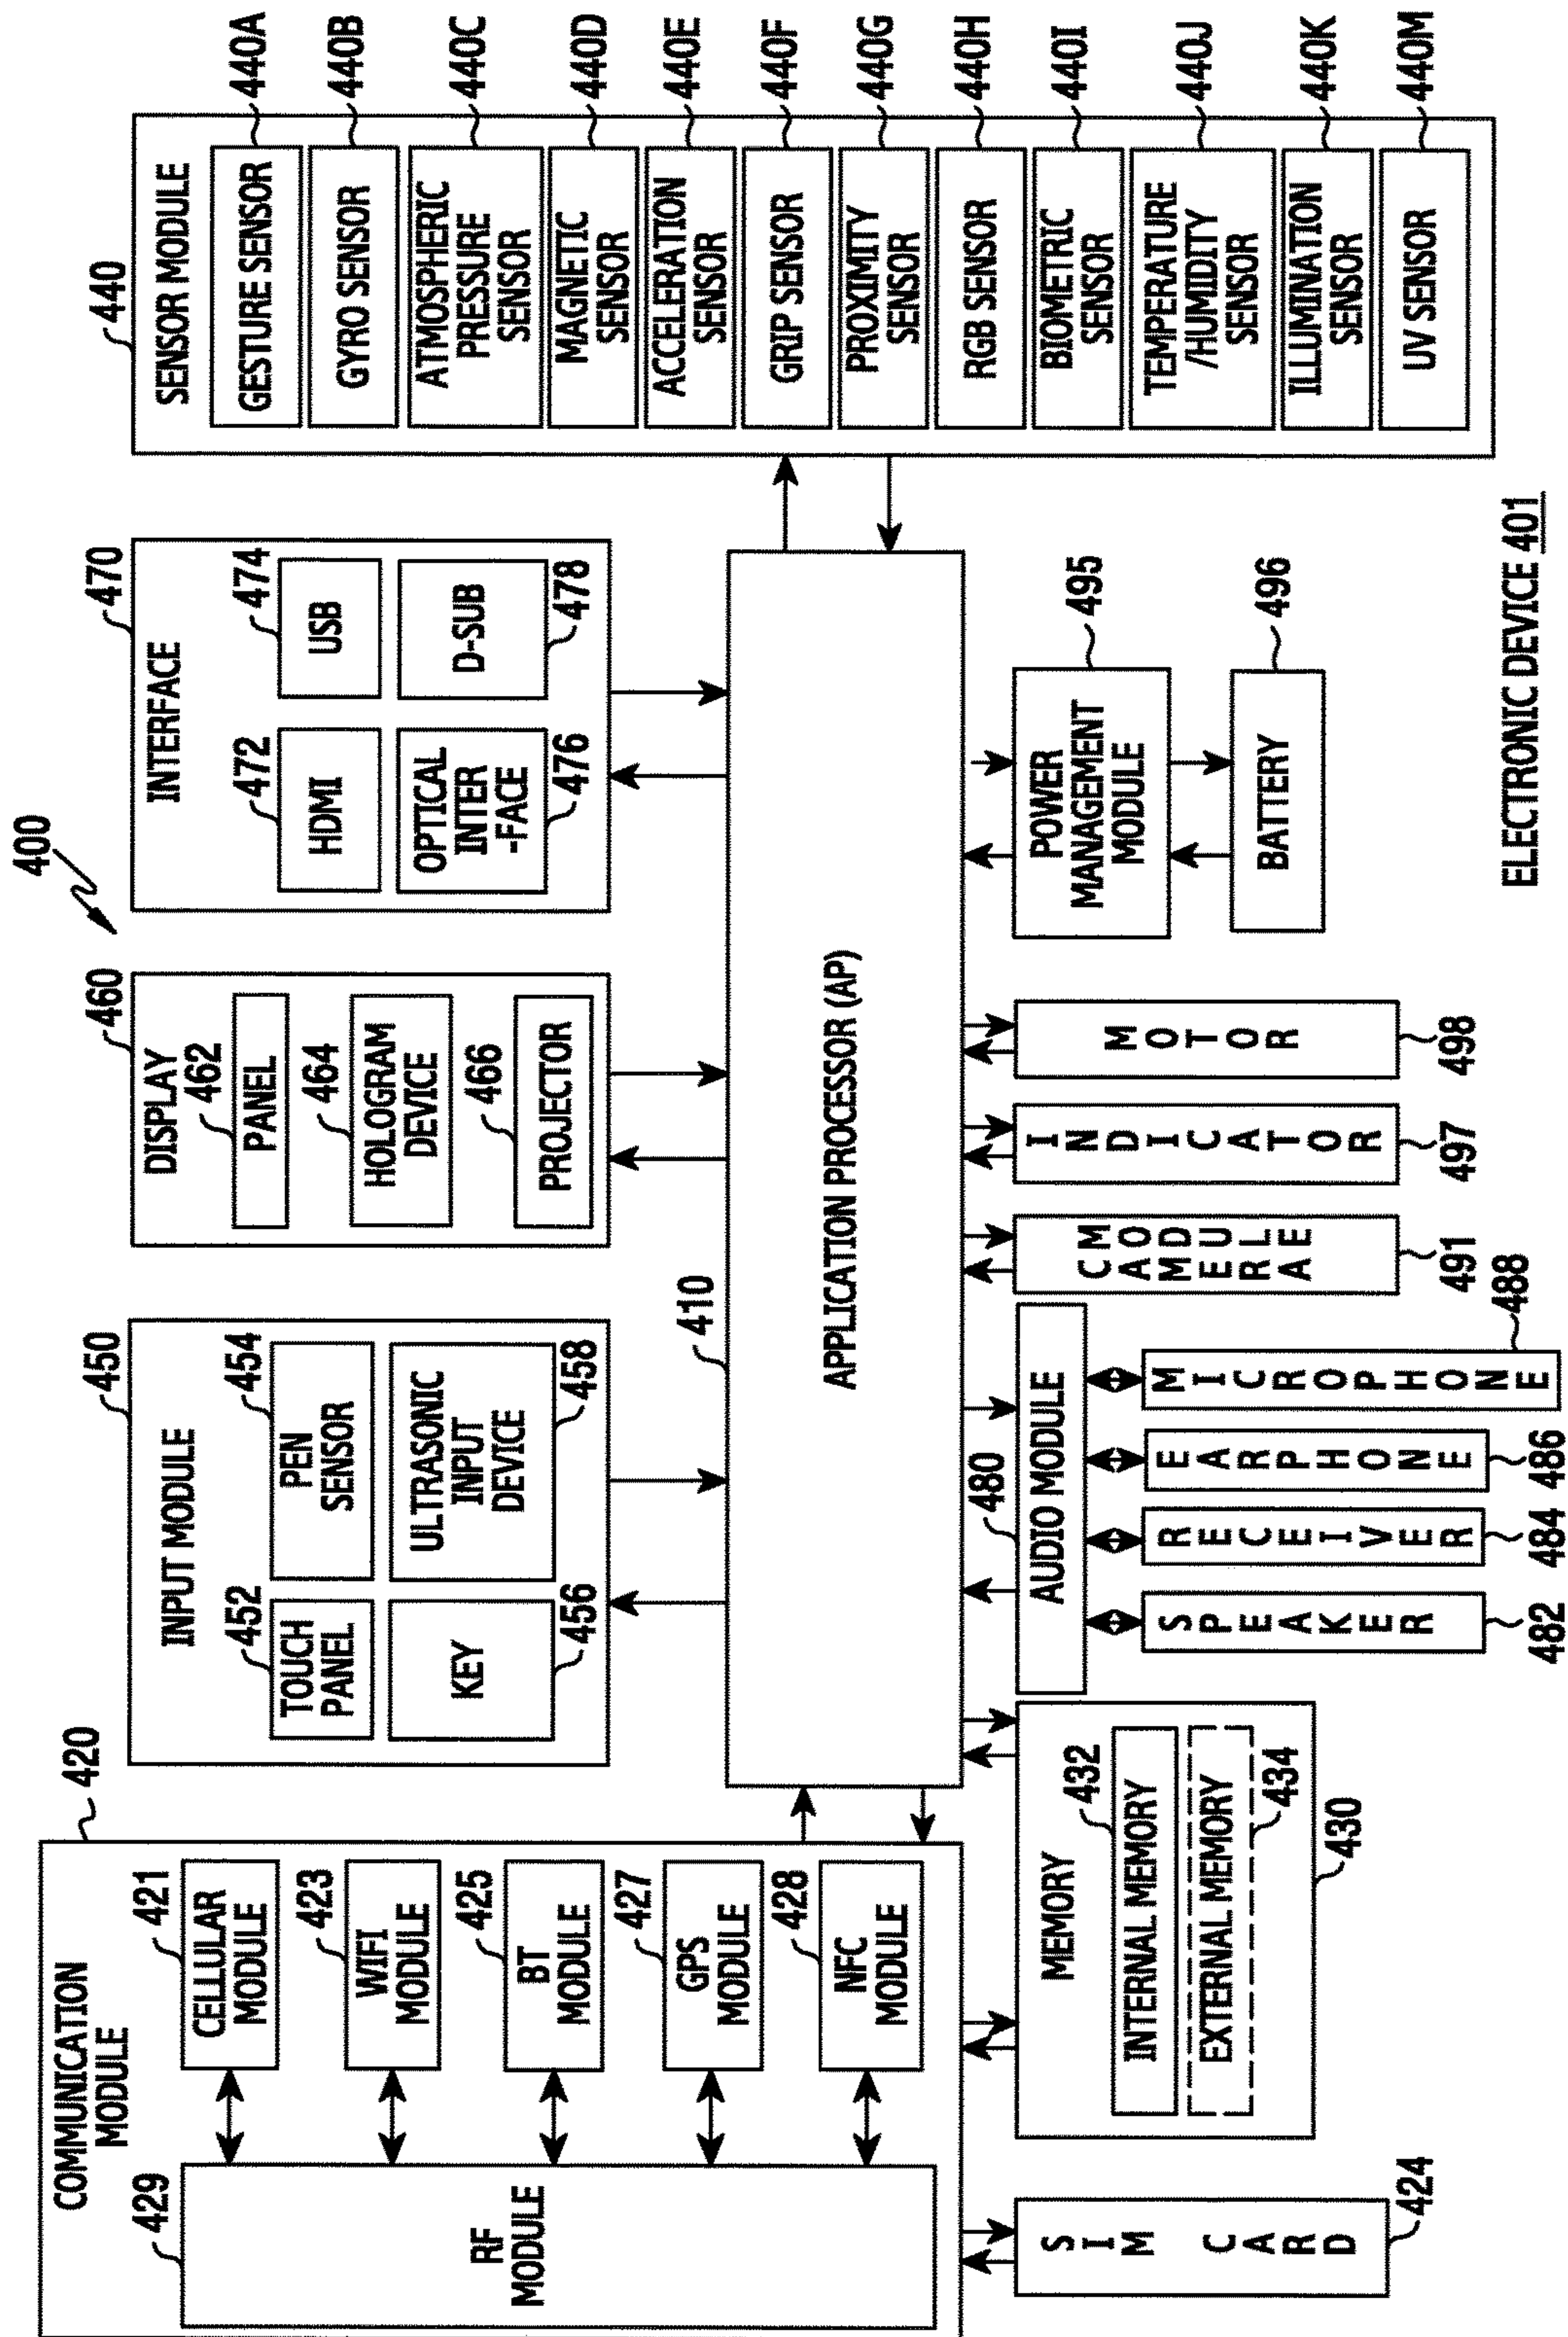 400
COMMUNICATION
MODULE
420
429
RF
MODULE
421
CELLULAR
MODULE
423
WIFI
MODULE
425
BT
MODULE
427
GPS
MODULE
428
NFC
MODULE
450
INPUT MODULE
452
TOUCH
PANEL
454
PEN
SENSOR
KEY
456
ULTRASONIC
INPUT
DEVICE
458
460
DISPLAY
462
PANEL
464
HOLOGRAM
DEVICE
466
PROJECTOR
470
INTERFACE
472
HDMI
474
USB
OPTICAL
INTER
-FACE
476
D-SUB
478
440
SENSOR MODULE
GESTURE SENSOR
440A
GYRO SENSOR
440B
ATMOSPHERIC
PRESSURE
SENSOR
440C
MAGNETIC
SENSOR
440D
ACCELERATION
SENSOR
440E
GRIP SENSOR
440F
PROXIMITY
SENSOR
440G
RGB SENSOR
440H
BIOMETRIC
SENSOR
440I
TEMPERATURE
/HUMIDITY
SENSOR
440J
ILLUMINATION
SENSOR
440K
UV SENSOR
440M
410
APPLICATION PROCESSOR (AP)
SIM CARD
424
MEMORY
432
INTERNAL MEMORY
EXTERNAL MEMORY
434
430
480
AUDIO MODULE
SPEAKER
482
RECEIVER
484
EARPHONE
486
MICROPHONE
488
CAMERA
MODULE
491
INDICATOR
497
MOTOR
498
POWER
MANAGEMENT
MODULE
495
BATTERY
496
ELECTRONIC DEVICE 401